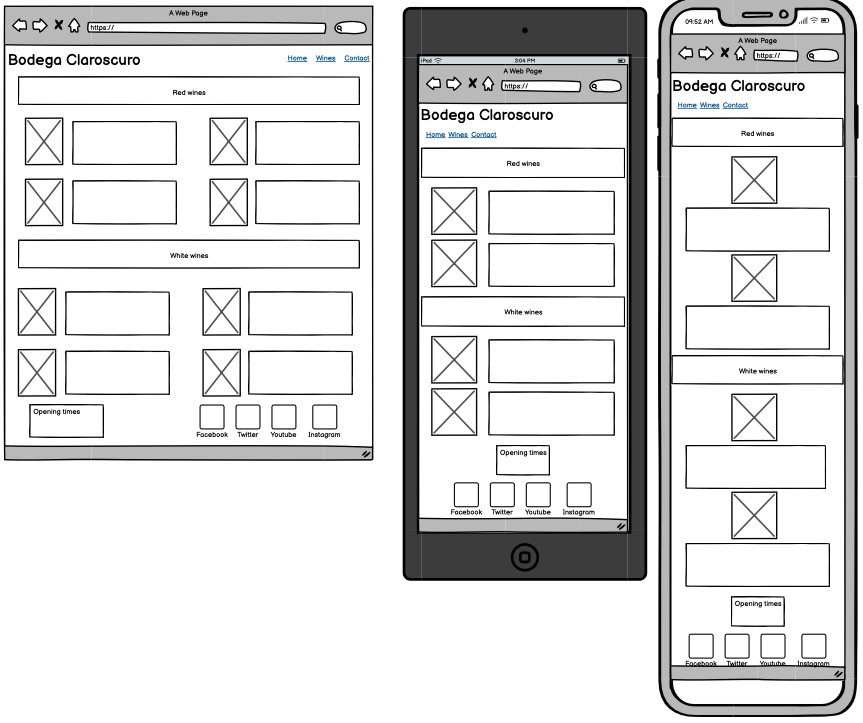 A Web Page
https://
Bodega Claroscuro
Home Wines Contact
Red wines
White wines
Opening times
Facebook Twitter Youtube Instagram
iPod 3:04 PM
A Web Page
https://
Bodega Claroscuro
Home Wines Contact
Red wines
White wines
Opening times
Facebook Twitter Youtube Instagram
09:52 AM
A Web Page
https://
Bodega Claroscuro
Home Wines Contact
Red wines
White wines
Opening times
Facebook Twitter Youtube Instagram